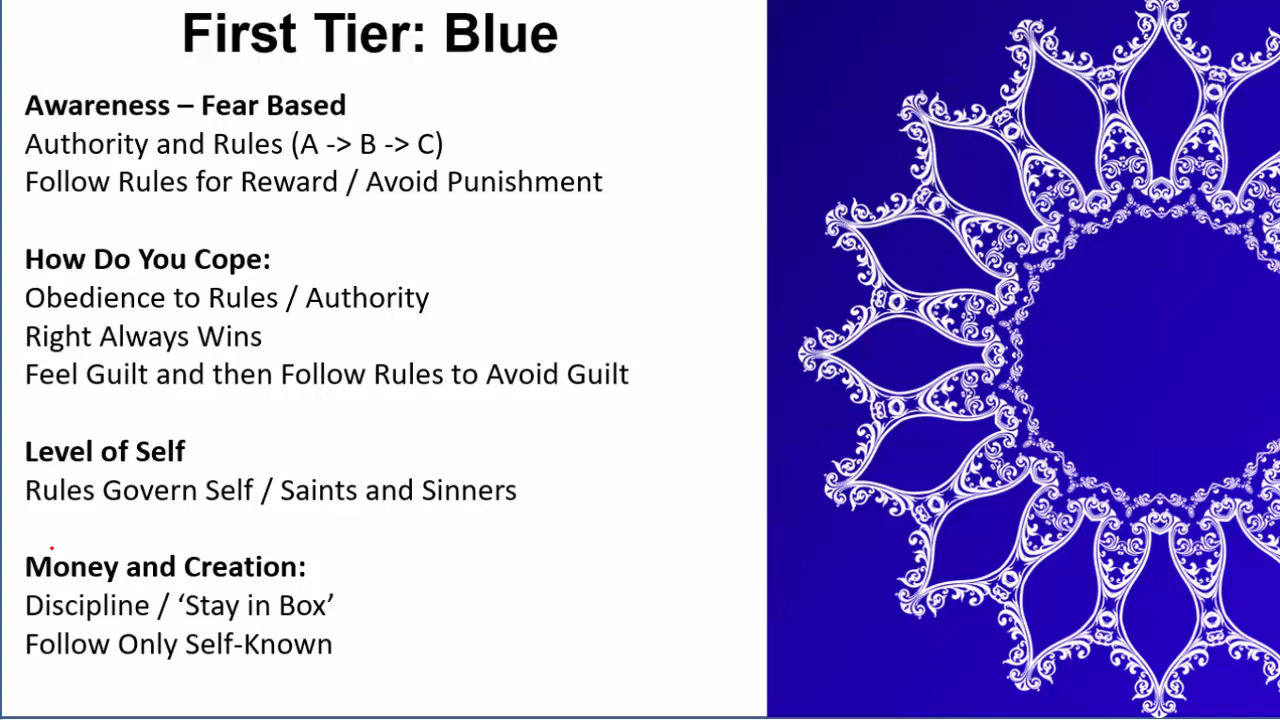 First Tier: Blue
Awareness – Fear Based
Authority and Rules (A -> B -> C)
Follow Rules for Reward / Avoid Punishment
How Do You Cope:
Obedience to Rules / Authority
Right Always Wins
Feel Guilt and then Follow Rules to Avoid Guilt
Level of Self
Rules Govern Self / Saints and Sinners
Money and Creation:
Discipline / ‘Stay in Box’
Follow Only Self-Known